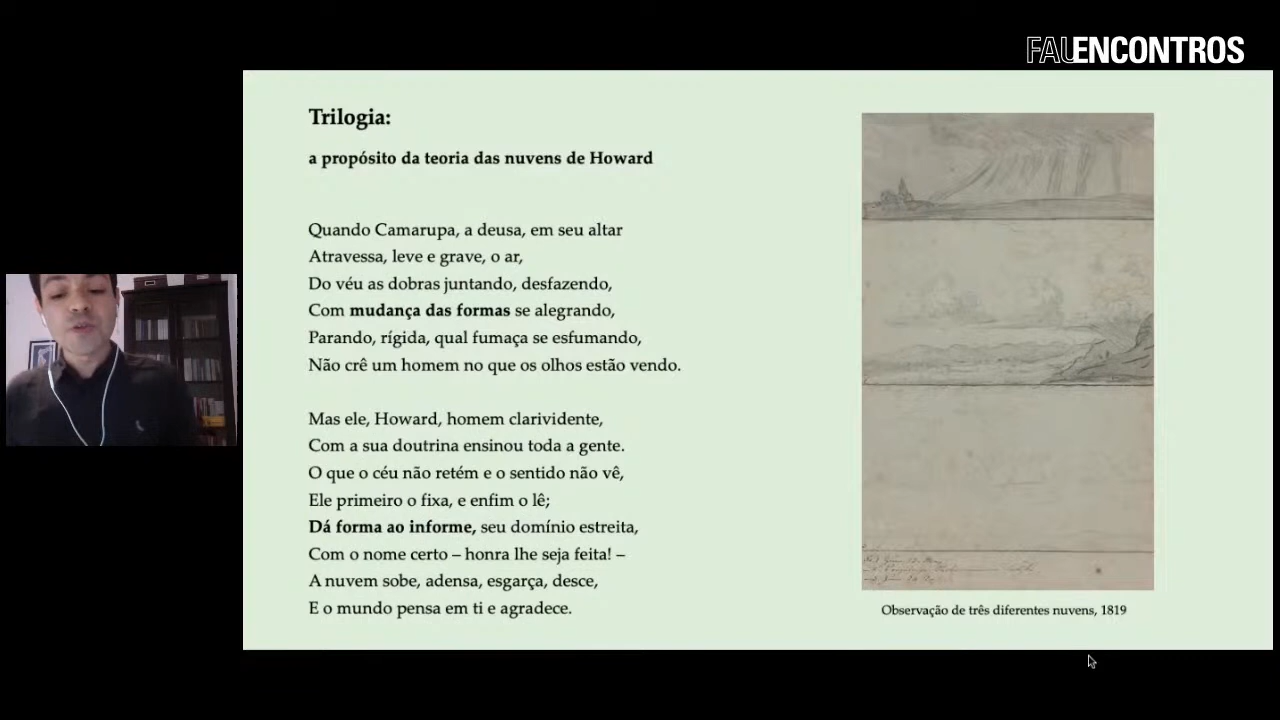 FAUENCONTROS
Trilogia:
a propósito da teoria das nuvens de Howard
Quando Camarupa, a deusa, em seu altar
Atravessa, leve e grave, o ar,
Do véu as dobras juntando, desfazendo,
Com mudança das formas se alegrando,
Parando, rígida, qual fumaça se esfumando,
Não crê um homem no que os olhos estão vendo.
Mas ele, Howard, homem clarividente,
Com a sua doutrina ensinou toda a gente.
O que o céu não retém e o sentido não vê,
Ele primeiro o fixa, e enfim o lê;
Dá forma ao informe, seu domínio estreita,
Com o nome certo – honra lhe seja feita! –
A nuvem sobe, adensa, esgarça, desce,
E o mundo pensa em ti e agradece.
Observação de três diferentes nuvens, 1819